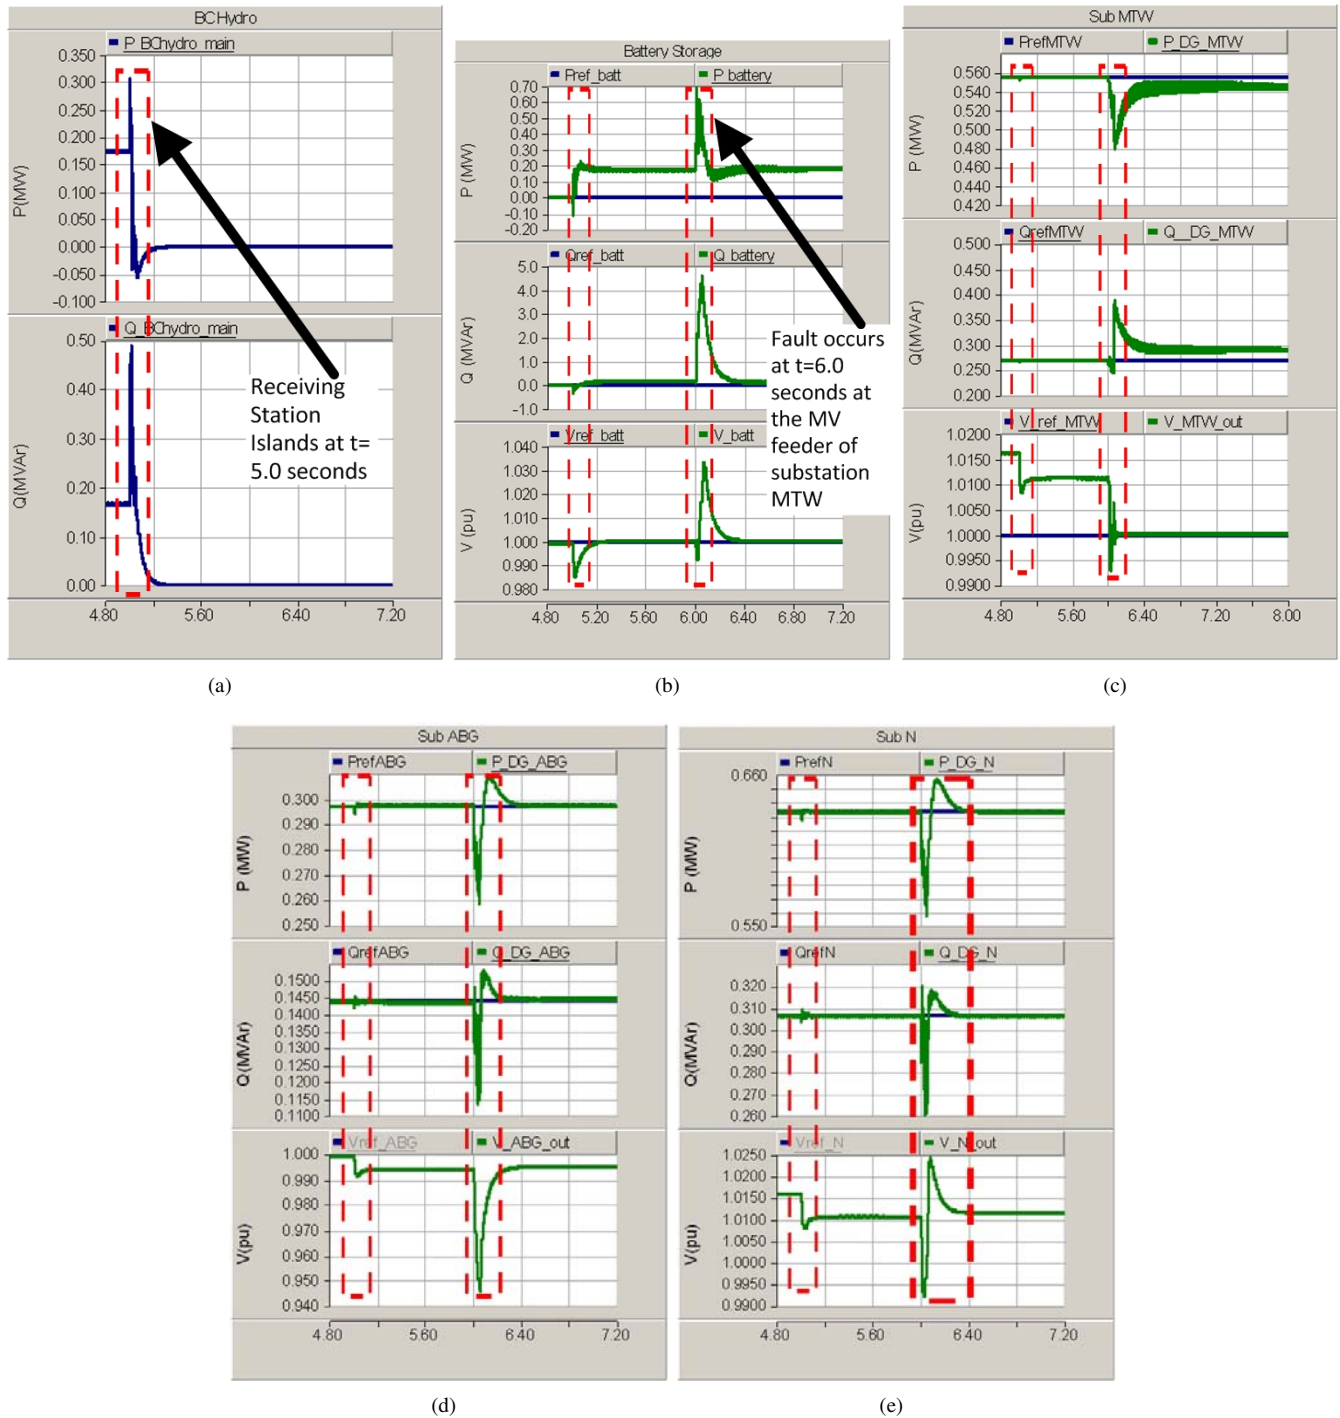 BCHydro
P_BChydro_main
0.350
0.300
0.250
0.200
0.150
0.100
0.050
0.000
-0.050
-0.100
P(MW)
Q_BChydro_main
0.50
0.40
0.30
0.20
0.10
0.00
Q(MVAr)
4.80 5.60 6.40 7.20
Receiving
Station
Islands at t=
5.0 seconds
(a)
Battery Storage
Pref_batt P battery
0.70
0.60
0.50
0.40
0.30
0.20
0.10
0.00
-0.10
-0.20
P (MW)
Qref_batt Q battery
5.0
4.0
3.0
2.0
1.0
0.0
-1.0
Q (MVAr)
Vref_batt V_batt
1.040
1.030
1.020
1.010
1.000
0.990
0.980
V (pu)
4.80 5.20 5.60 6.00 6.40 6.80 7.20
Fault occurs
at t=6.0
seconds at
the MV
feeder of
substation
MTW
(b)
Sub MTW
PrefMTW P_DG_MTW
0.560
0.540
0.520
0.500
0.480
0.460
0.440
0.420
P (MW)
QrefMTW Q__DG_MTW
0.500
0.450
0.400
0.350
0.300
0.250
0.200
Q(MVAr)
V_ref_MTW V_MTW_out
1.0200
1.0150
1.0100
1.0050
1.0000
0.9950
0.9900
V(pu)
4.80 5.60 6.40 7.20 8.00
(c)
Sub ABG
PrefABG P_DG_ABG
0.300
0.290
0.280
0.270
0.260
0.250
P (MW)
QrefABG Q_DG_ABG
0.1500
0.1450
0.1400
0.1350
0.1300
0.1250
0.1200
0.1150
0.1100
Q(MVAr)
Vref_ABG V_ABG_out
1.000
0.990
0.980
0.970
0.960
0.950
0.940
V(pu)
4.80 5.60 6.40 7.20
(d)
Sub N
PrefN P_DG_N
0.660
0.550
P (MW)
QrefN Q_DG_N
0.320
0.310
0.300
0.290
0.280
0.270
0.260
Q(MVAr)
Vref_N V_N_out
1.0250
1.0200
1.0150
1.0100
1.0050
1.0000
0.9950
0.9900
V(pu)
4.80 5.60 6.40 7.20
(e)